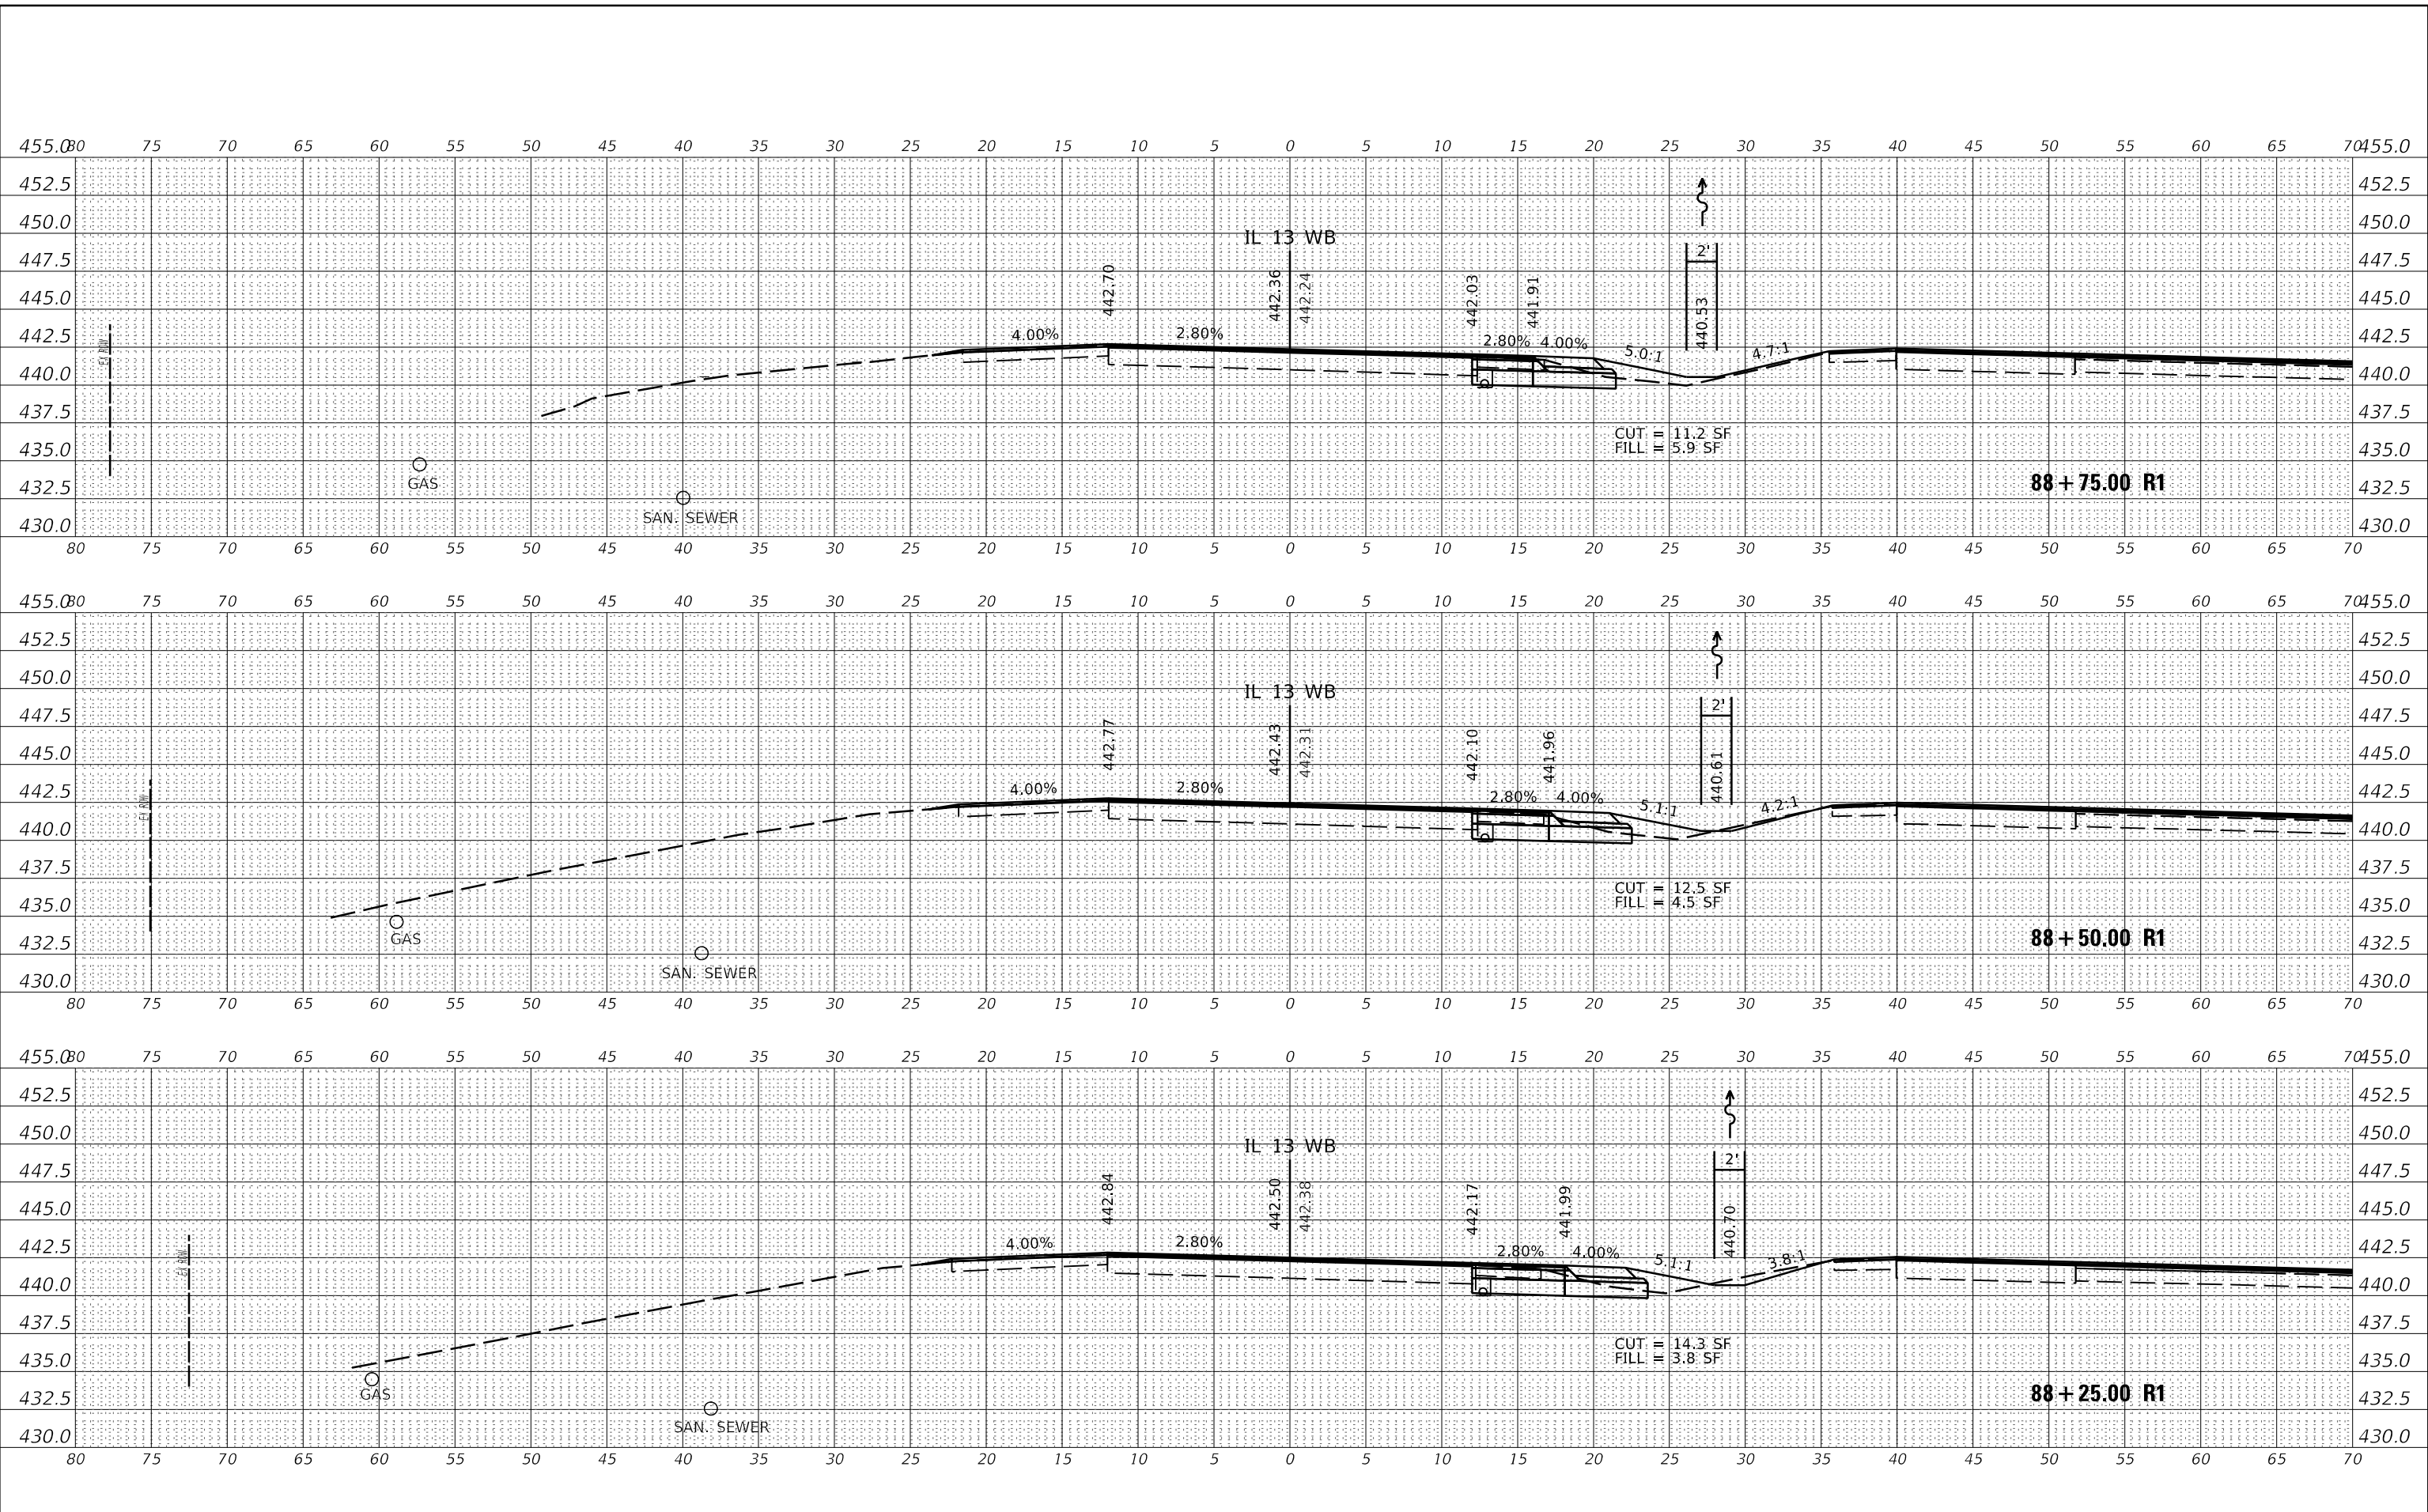 455.0 80 75 70 65 60 55 50 45 40 35 30 25 20 15 10 5 0 5 10 15 20 25 30 35 40 45 50 55 60 65 70 455.0
452.5 452.5
450.0 450.0
IL 13 WB
2'
447.5 447.5
442.70 442.36 442.24 442.03 441.91 440.53
445.0 445.0
EX ROW
442.5 4.00% 2.80% 2.80% 4.00% 5.0:1 4.7:1 442.5
440.0 440.0
437.5 437.5
CUT = 11.2 SF
FILL = 5.9 SF
435.0 435.0
GAS
88+75.00 R1
432.5 432.5
SAN. SEWER
430.0 430.0
80 75 70 65 60 55 50 45 40 35 30 25 20 15 10 5 0 5 10 15 20 25 30 35 40 45 50 55 60 65 70
455.0 80 75 70 65 60 55 50 45 40 35 30 25 20 15 10 5 0 5 10 15 20 25 30 35 40 45 50 55 60 65 70 455.0
452.5 452.5
450.0 450.0
IL 13 WB
2'
447.5 447.5
442.77 442.43 442.31 442.10 441.96 440.61
445.0 445.0
EX ROW
442.5 4.00% 2.80% 2.80% 4.00% 5.1:1 4.2:1 442.5
440.0 440.0
437.5 437.5
CUT = 12.5 SF
FILL = 4.5 SF
435.0 435.0
GAS
88+50.00 R1
432.5 432.5
SAN. SEWER
430.0 430.0
80 75 70 65 60 55 50 45 40 35 30 25 20 15 10 5 0 5 10 15 20 25 30 35 40 45 50 55 60 65 70
455.0 80 75 70 65 60 55 50 45 40 35 30 25 20 15 10 5 0 5 10 15 20 25 30 35 40 45 50 55 60 65 70 455.0
452.5 452.5
450.0 450.0
IL 13 WB
2'
447.5 447.5
442.84 442.50 442.38 442.17 441.99 440.70
445.0 445.0
EX ROW
442.5 4.00% 2.80% 2.80% 4.00% 5.1:1 3.8:1 442.5
440.0 440.0
437.5 437.5
CUT = 14.3 SF
FILL = 3.8 SF
435.0 435.0
GAS
88+25.00 R1
432.5 432.5
SAN. SEWER
430.0 430.0
80 75 70 65 60 55 50 45 40 35 30 25 20 15 10 5 0 5 10 15 20 25 30 35 40 45 50 55 60 65 70